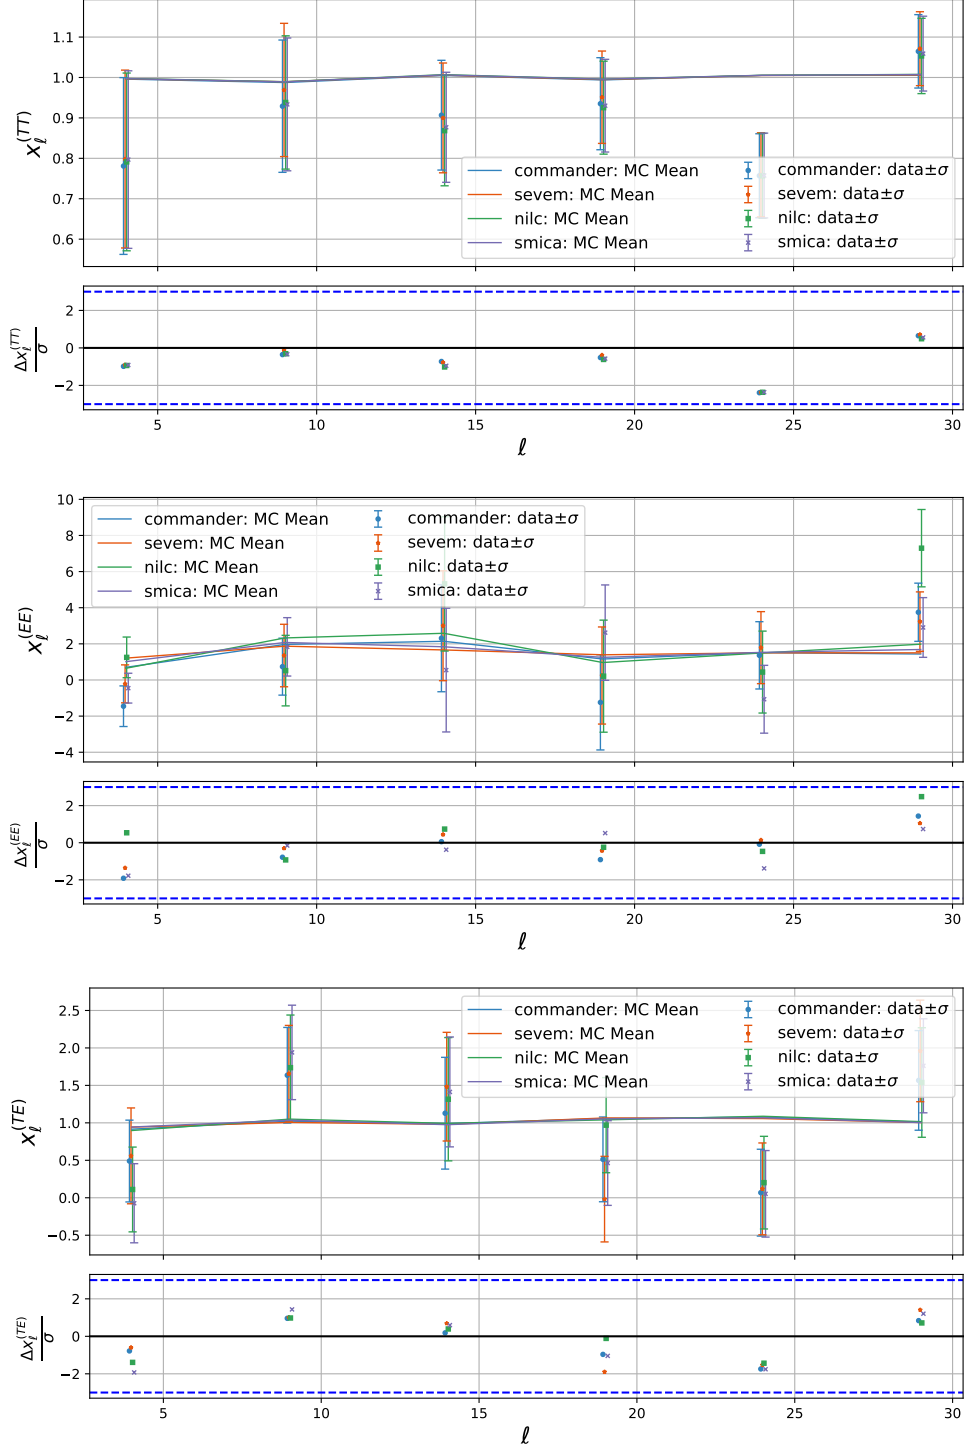 1.1
1.0
0.9
0.8
0.7
0.6
x_ℓ^(TT)
commander: MC Mean
sevem: MC Mean
nilc: MC Mean
smica: MC Mean
commander: data±σ
sevem: data±σ
nilc: data±σ
smica: data±σ
2
0
−2
Δx_ℓ^(TT)
σ
5 10 15 20 25 30
ℓ
10
8
6
4
2
0
−2
−4
x_ℓ^(EE)
commander: MC Mean
sevem: MC Mean
nilc: MC Mean
smica: MC Mean
commander: data±σ
sevem: data±σ
nilc: data±σ
smica: data±σ
2
0
−2
Δx_ℓ^(EE)
σ
5 10 15 20 25 30
ℓ
2.5
2.0
1.5
1.0
0.5
0.0
−0.5
x_ℓ^(TE)
commander: MC Mean
sevem: MC Mean
nilc: MC Mean
smica: MC Mean
commander: data±σ
sevem: data±σ
nilc: data±σ
smica: data±σ
2
0
−2
Δx_ℓ^(TE)
σ
5 10 15 20 25 30
ℓ